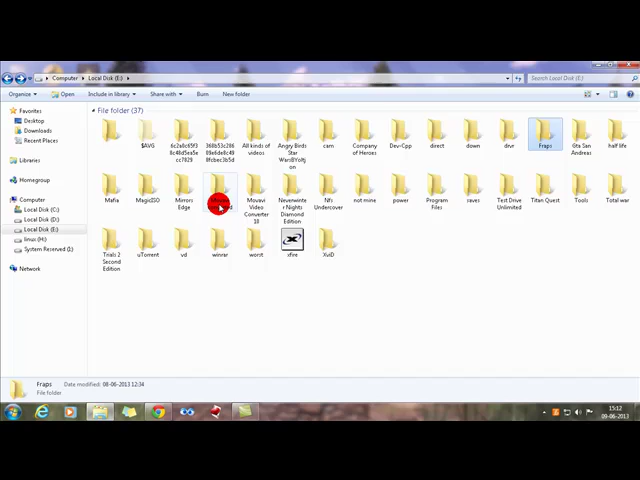 Computer ▸ Local Disk (E:) ▸
Search Local Disk (E:)
Organize ▾ Open Include in library ▾ Share with ▾ Burn New folder
Favorites
Desktop
Downloads
Recent Places
Libraries
Homegroup
Computer
Local Disk (C:)
Local Disk (D:)
Local Disk (E:)
linux (H:)
System Reserved (I:)
Network
File folder (37)
$AVG
All kinds of videos
Angry Birds Star
cam
Company of Heroes
Dev-Cpp
direct
down
drvr
Fraps
Gta San Andreas
half life
Mafia
MagicISO
Mirrors Edge
Movavi Video Converter 10
Neverwinter Nights Diamond Edition
Nfs Undercover
not mine
power
Program Files
saves
Test Drive Unlimited
Titan Quest
Tools
total war
Trials 2 Second Edition
uTorrent
vd
winrar
worst
xfire
XviD
Fraps Date modified: 08-06-2013 12:34
File folder
15:12
09-06-2013